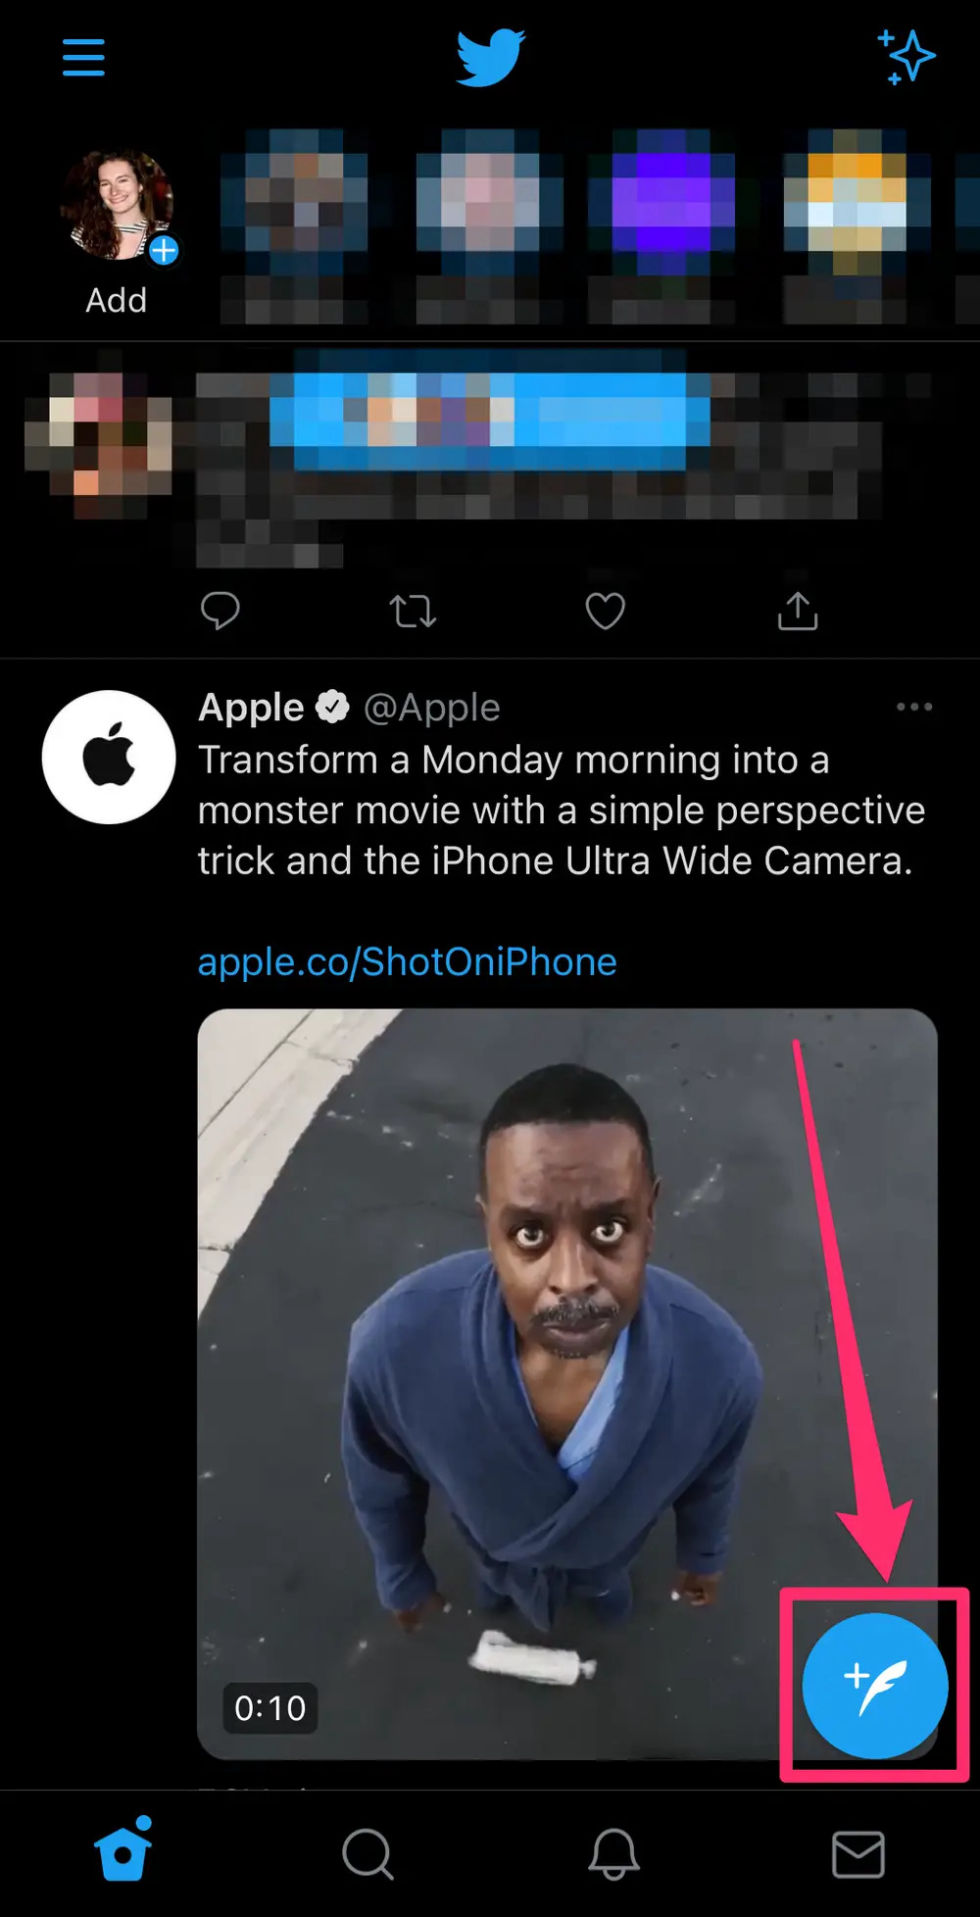 Add
Apple @Apple
Transform a Monday morning into a
monster movie with a simple perspective
trick and the iPhone Ultra Wide Camera.
apple.co/ShotOniPhone
0:10